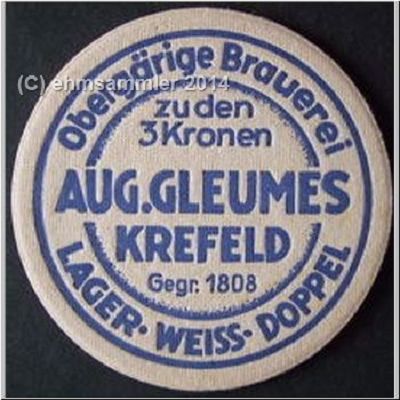 Obergärige Brauerei
(C) ehmsammler 2014
zu den
3 Kronen
AUG. GLEUMES
KREFELD
Gegr. 1808
LAGER · WEISS · DOPPEL